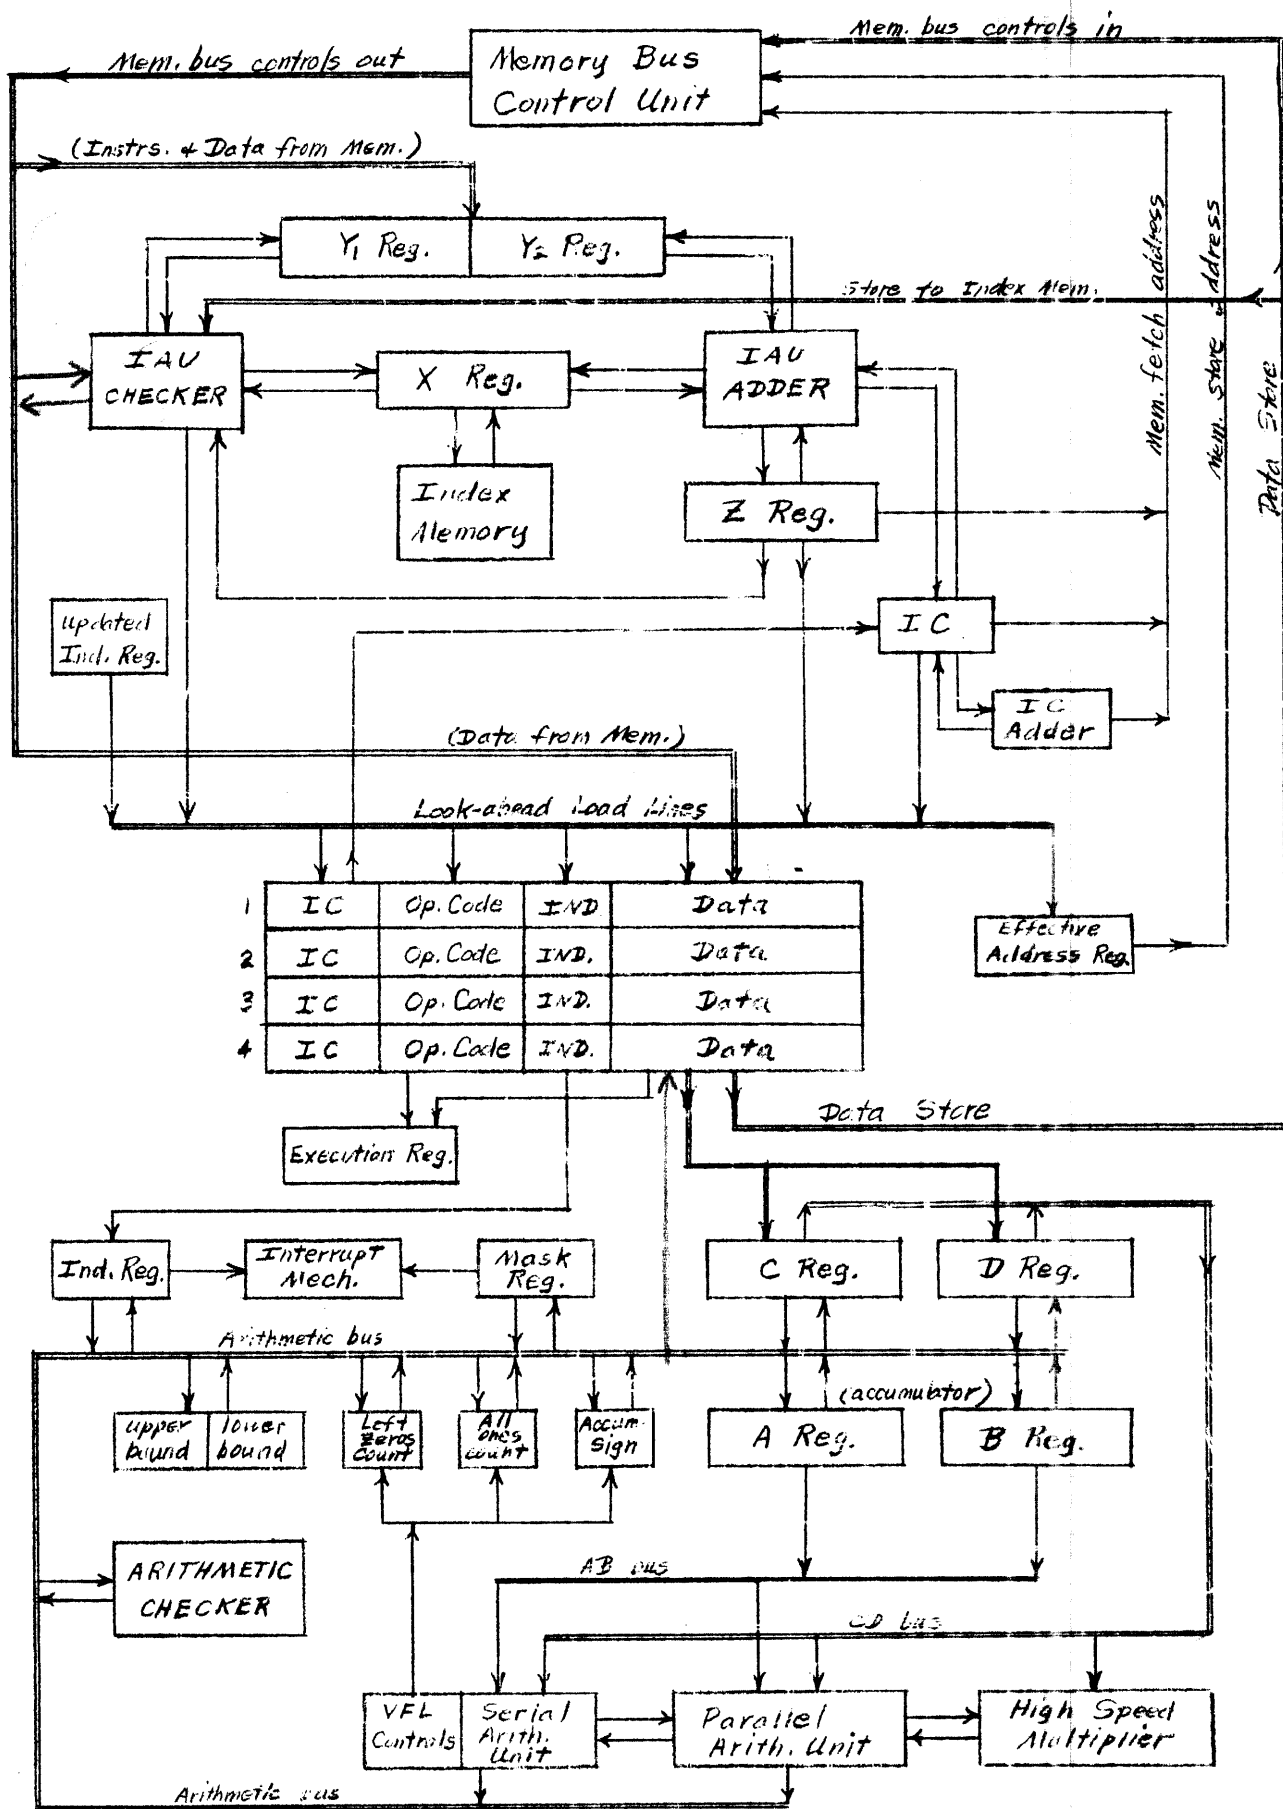 Mem. bus controls in
Mem. bus controls out
Memory Bus
Control Unit
(Instrs. & Data from Mem.)
Y₁ Reg.
Y₂ Reg.
Mem. fetch address
Mem. store address
Data Store
Store to Index Mem.
IAU
CHECKER
X Reg.
IAU
ADDER
Index
Memory
Z Reg.
Updated
Ind. Reg.
IC
IC
Adder
(Data from Mem.)
Look-ahead Load Lines
1 IC Op. Code IND Data
2 IC Op. Code IND. Data
3 IC Op. Code IND. Data
4 IC Op. Code IND. Data
Effective
Address Reg.
Data Store
Execution Reg.
Ind. Reg.
Interrupt
Mech.
Mask
Reg.
C Reg.
D Reg.
Arithmetic bus
(accumulator)
upper
bound
lower
bound
Left
Zeros
Count
All
ones
count
Accum.
Sign
A Reg.
B Reg.
ARITHMETIC
CHECKER
AB bus
CD bus
VFL
Controls
Serial
Arith.
Unit
Parallel
Arith. Unit
High Speed
Multiplier
Arithmetic bus